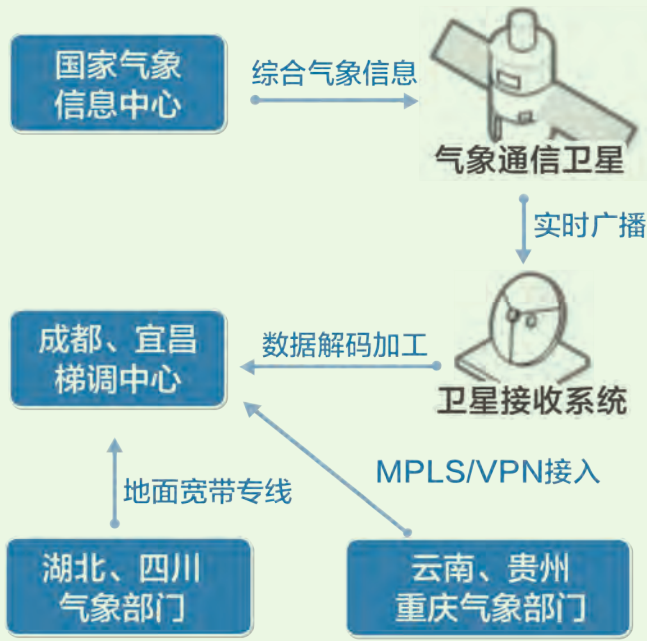 国家气象
信息中心
综合气象信息
气象通信卫星
实时广播
成都、宜昌
梯调中心
数据解码加工
卫星接收系统
地面宽带专线
MPLS/VPN接入
湖北、四川
气象部门
云南、贵州
重庆气象部门